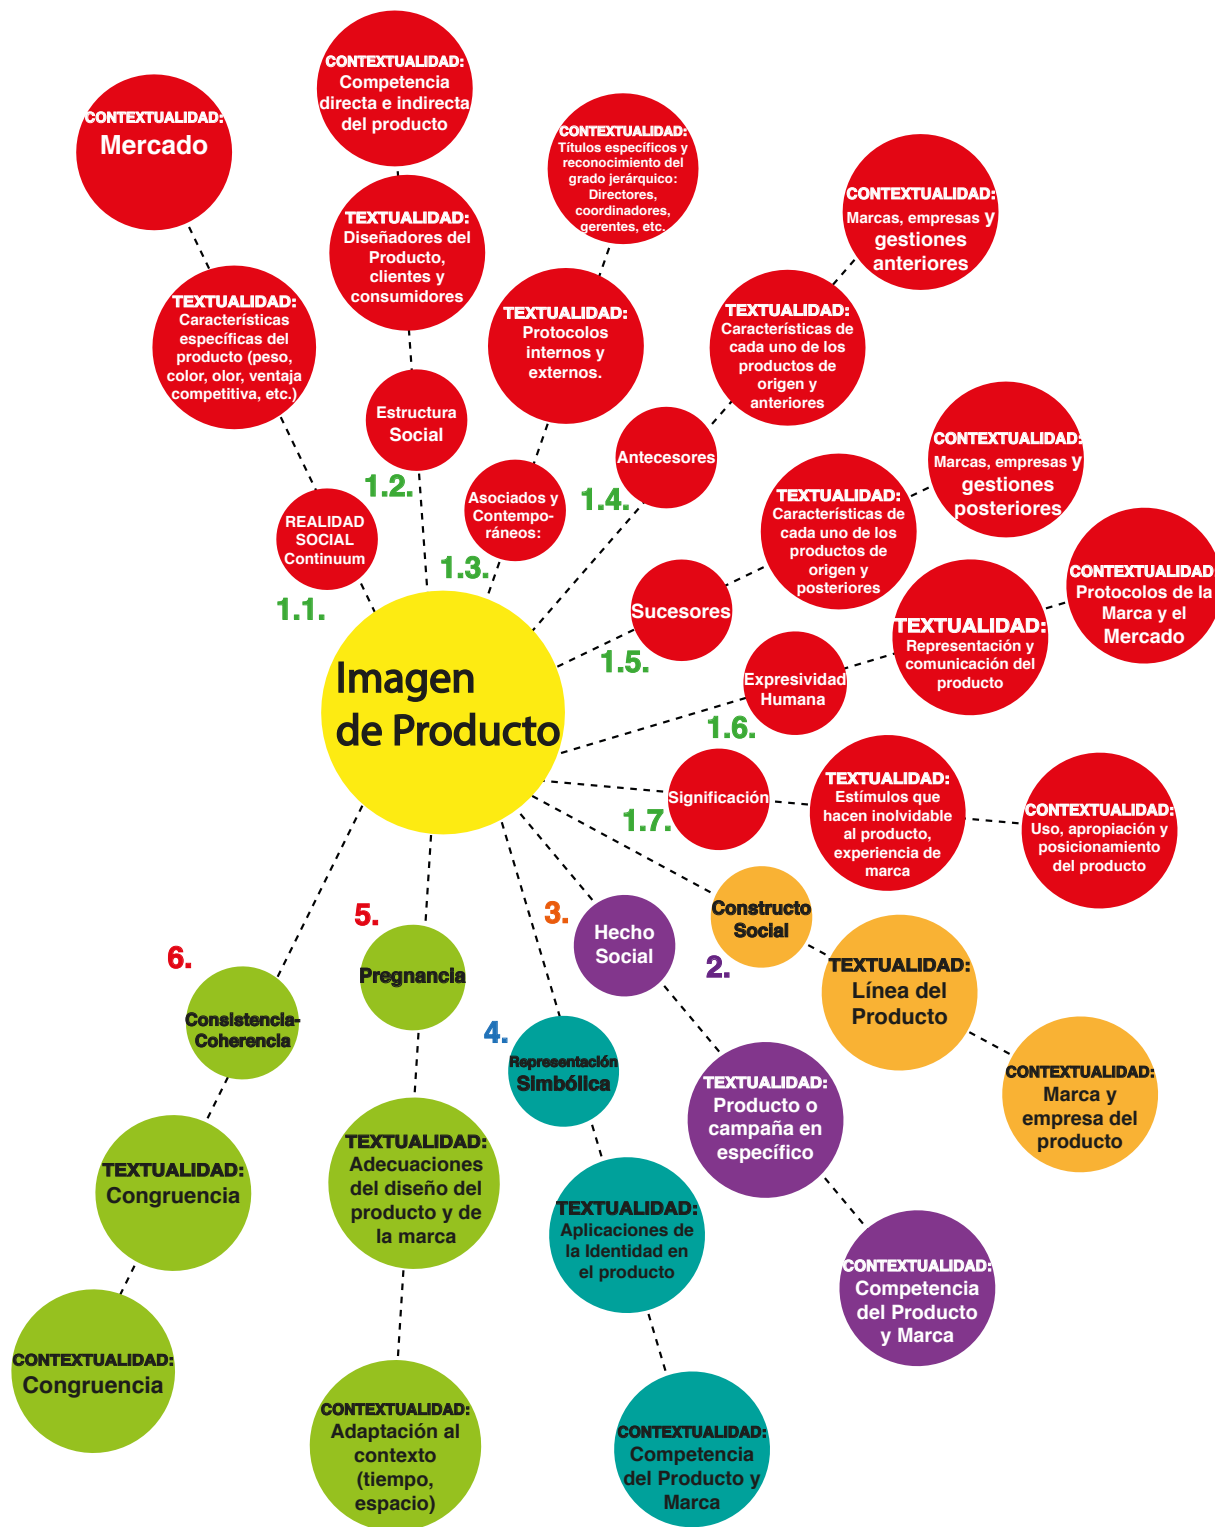 Imagen
de Producto
1.1.
REALIDAD
SOCIAL
Continuum
TEXTUALIDAD:
Características
específicas del
producto (peso,
color, olor, ventaja
competitiva, etc.)
CONTEXTUALIDAD:
Mercado
1.2.
Estructura
Social
TEXTUALIDAD:
Diseñadores del
Producto,
clientes y
consumidores
CONTEXTUALIDAD:
Competencia
directa e indirecta
del producto
1.3.
Asociados y
Contempo-
ráneos:
TEXTUALIDAD:
Protocolos
internos y
externos.
CONTEXTUALIDAD:
Títulos específicos y
reconocimiento del
grado jerárquico:
Directores,
coordinadores,
gerentes, etc.
1.4.
Antecesores
TEXTUALIDAD:
Características de
cada uno de los
productos de
origen y
anteriores
CONTEXTUALIDAD:
Marcas, empresas y
gestiones
anteriores
1.5.
Sucesores
TEXTUALIDAD:
Características de
cada uno de los
productos de
origen y
posteriores
CONTEXTUALIDAD:
Marcas, empresas y
gestiones
posteriores
1.6.
Expresividad
Humana
TEXTUALIDAD:
Representación y
comunicación del
producto
CONTEXTUALIDAD:
Protocolos de la
Marca y el
Mercado
1.7.
Significación
TEXTUALIDAD:
Estímulos que
hacen inolvidable
al producto,
experiencia de
marca
CONTEXTUALIDAD:
Uso, apropiación y
posicionamiento
del producto
2.
Constructo
Social
TEXTUALIDAD:
Línea del
Producto
CONTEXTUALIDAD:
Marca y
empresa del
producto
3.
Hecho
Social
TEXTUALIDAD:
Producto o
campaña en
específico
CONTEXTUALIDAD:
Competencia
del Producto
y Marca
4.
Representación
Simbólica
TEXTUALIDAD:
Aplicaciones de
la Identidad en
el producto
CONTEXTUALIDAD:
Competencia
del Producto y
Marca
5.
Pregnancia
TEXTUALIDAD:
Adecuaciones
del diseño del
producto y de
la marca
CONTEXTUALIDAD:
Adaptación al
contexto
(tiempo,
espacio)
6.
Consistencia-
Coherencia
TEXTUALIDAD:
Congruencia
CONTEXTUALIDAD:
Congruencia